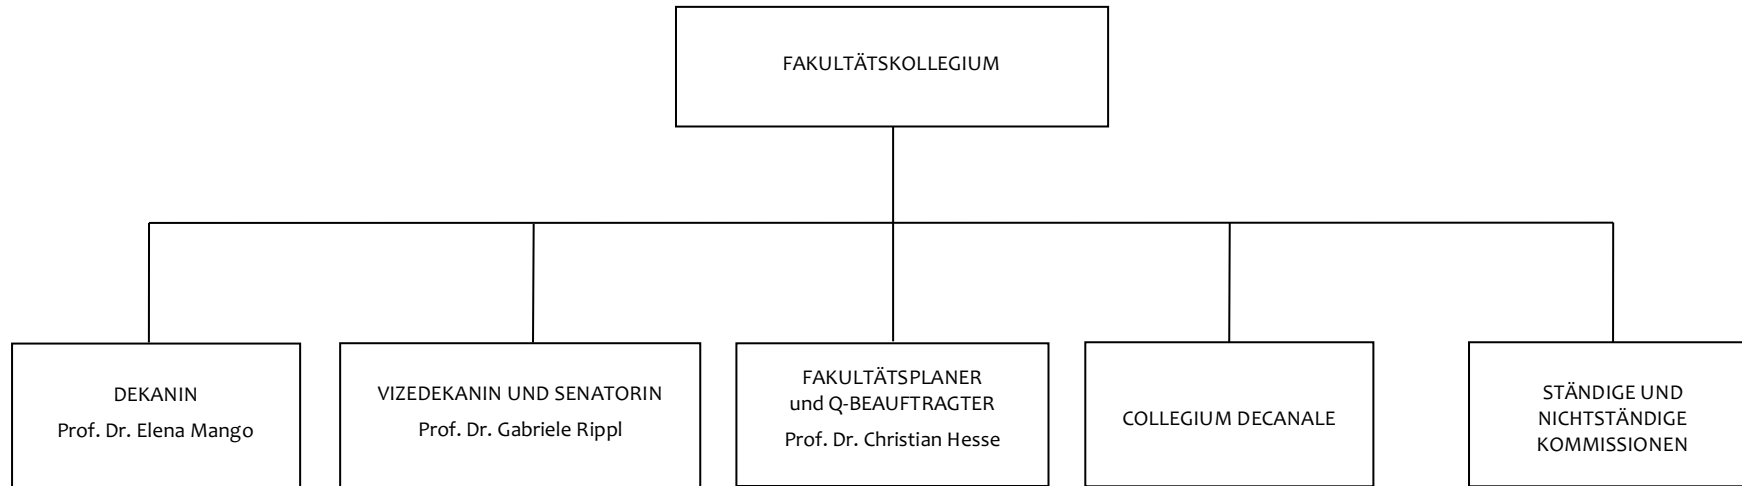 FAKULTÄTSKOLLEGIUM
DEKANIN
Prof. Dr. Elena Mango
VIZEDEKANIN UND SENATORIN
Prof. Dr. Gabriele Rippl
FAKULTÄTSPLANER
und Q-BEAUFTRAGTER
Prof. Dr. Christian Hesse
COLLEGIUM DECANALE
STÄNDIGE UND
NICHTSTÄNDIGE
KOMMISSIONEN